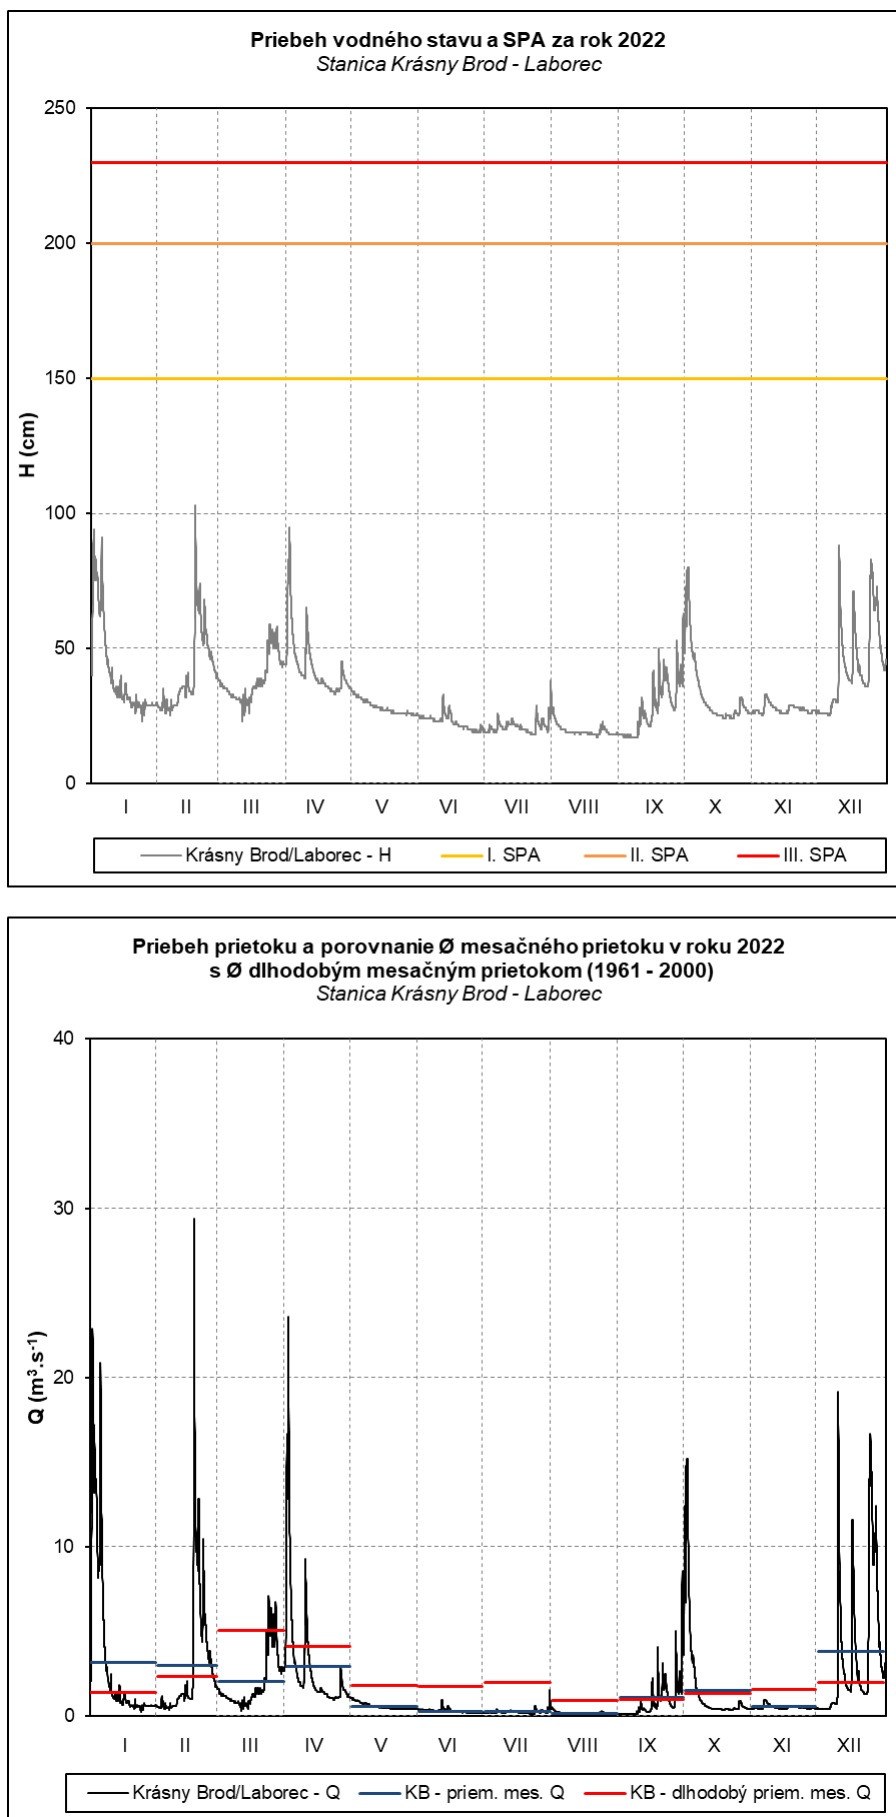 Priebeh vodného stavu a SPA za rok 2022
Stanica Krásny Brod - Laborec
250
200
150
100
50
0
H (cm)
I II III IV V VI VII VIII IX X XI XII
Krásny Brod/Laborec - H I. SPA II. SPA III. SPA
Priebeh prietoku a porovnanie Ø mesačného prietoku v roku 2022
s Ø dlhodobým mesačným prietokom (1961 - 2000)
Stanica Krásny Brod - Laborec
40
30
20
10
0
Q (m³.s⁻¹)
I II III IV V VI VII VIII IX X XI XII
Krásny Brod/Laborec - Q KB - priem. mes. Q KB - dlhodobý priem. mes. Q